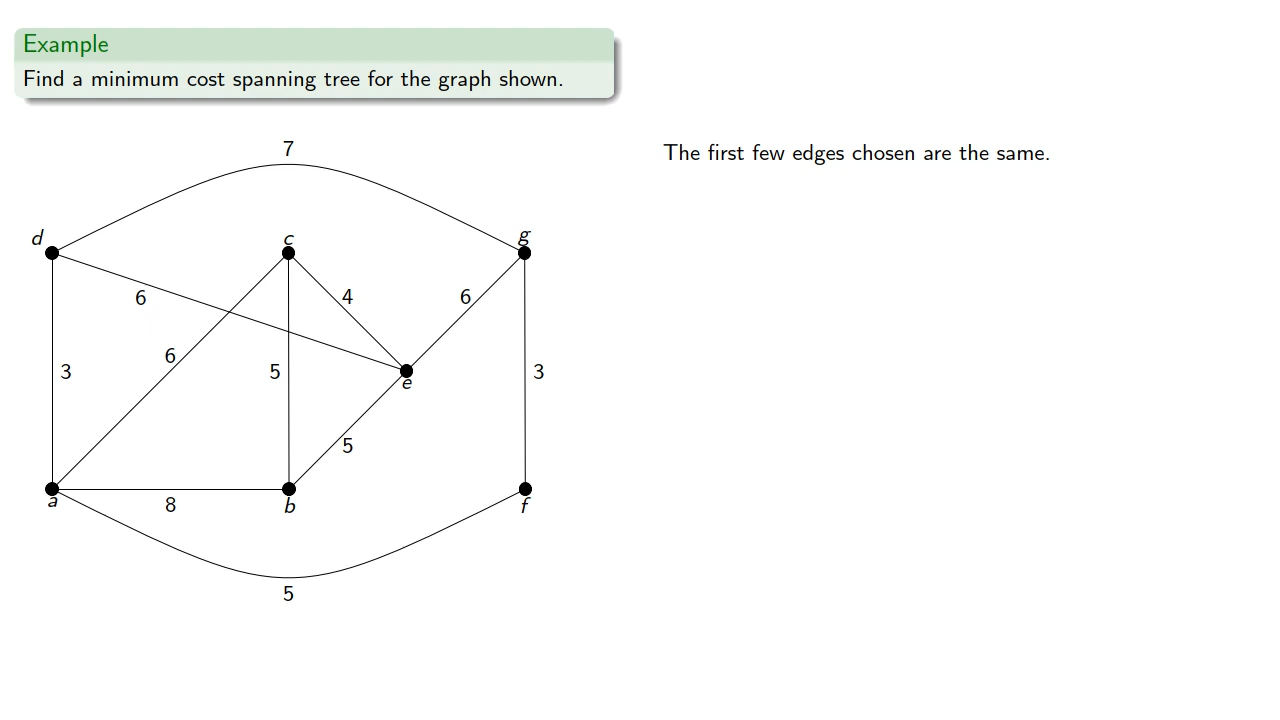 Example
Find a minimum cost spanning tree for the graph shown.
The first few edges chosen are the same.
7
d
c
g
6
4
6
6
3
5
e
3
5
a
8
b
f
5